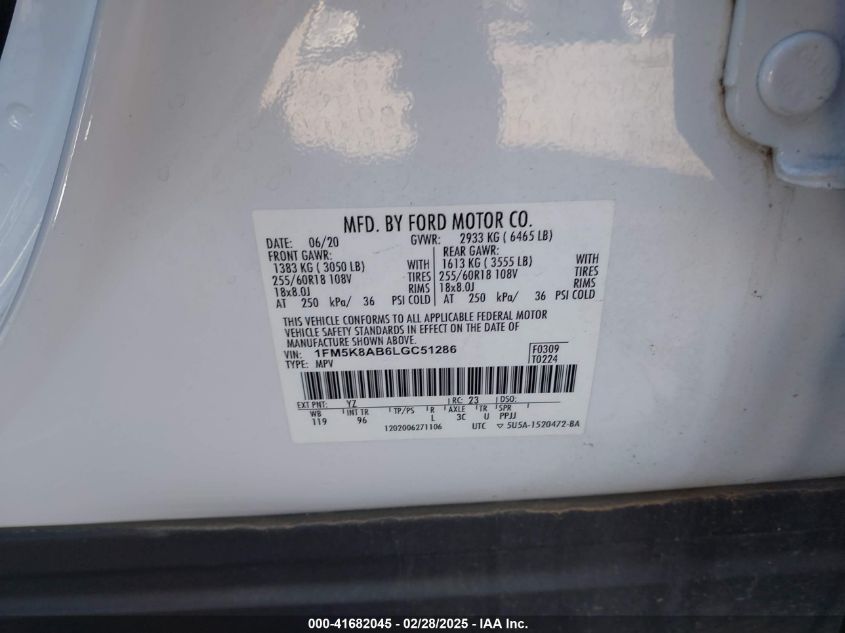 MFD. BY FORD MOTOR CO.
DATE: 06/20 GVWR: 2933 KG ( 6465 LB)
FRONT GAWR: REAR GAWR:
1383 KG ( 3050 LB) WITH 1613 KG ( 3555 LB) WITH
255/60R18 108V TIRES 255/60R18 108V TIRES
18x8.0J RIMS 18x8.0J RIMS
AT 250 kPa/ 36 PSI COLD AT 250 kPa/ 36 PSI COLD
THIS VEHICLE CONFORMS TO ALL APPLICABLE FEDERAL MOTOR
VEHICLE SAFETY STANDARDS IN EFFECT ON THE DATE OF
MANUFACTURE SHOWN ABOVE.
VIN: 1FM5K8AB6LGC51286 F0309
TYPE: MPV T0224
EXT PNT: YZ RC: 23 DSO:
WB INT TR TP/PS R AXLE TR SPR
119 96 L 3C U PPJJ
1202006271106 UTC ▽ 5U5A-1520472-BA
000-41682045 / 02/28/2025 - IAA Inc.